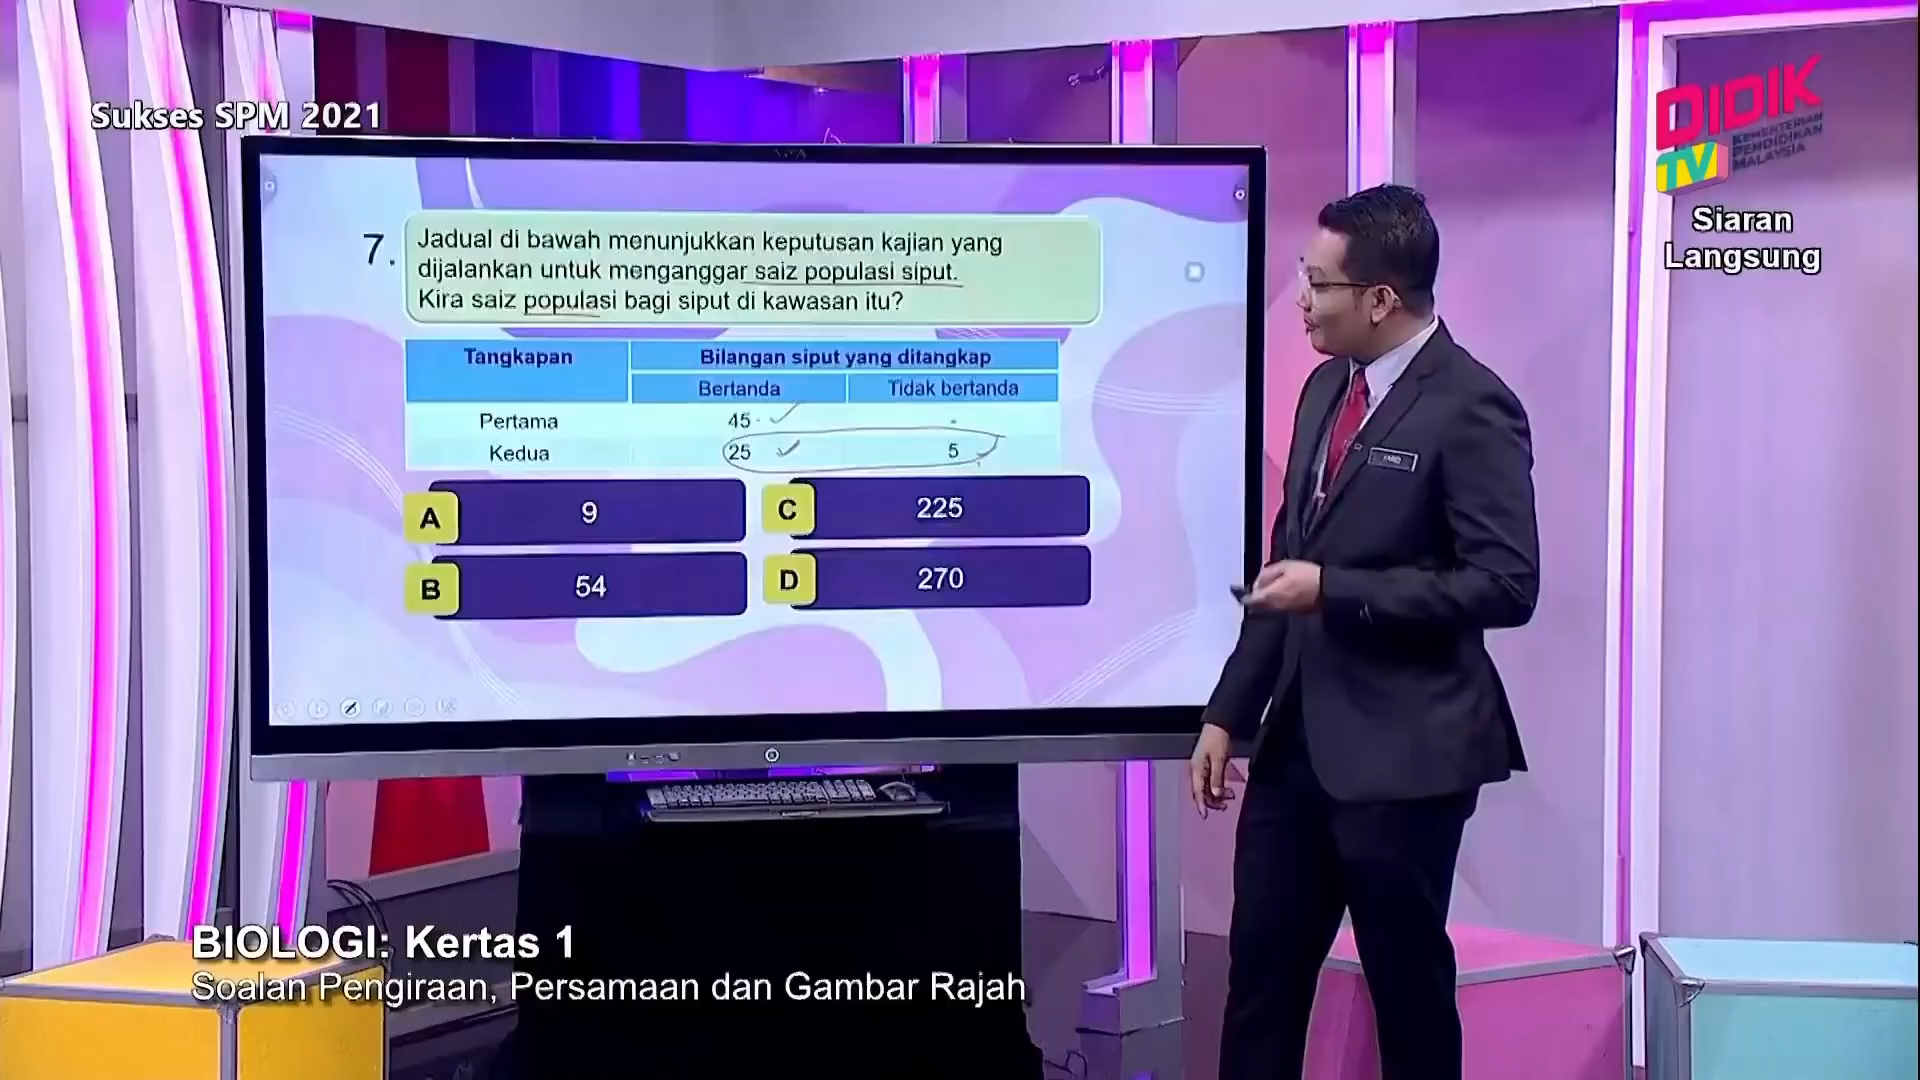 Sukses SPM 2021
DIDIK
TV
KEMENTERIAN
PENDIDIKAN
MALAYSIA
Siaran
Langsung
7.
Jadual di bawah menunjukkan keputusan kajian yang
dijalankan untuk menganggar saiz populasi siput.
Kira saiz populasi bagi siput di kawasan itu?
Tangkapan Bilangan siput yang ditangkap
Bertanda Tidak bertanda
Pertama 45 -
Kedua 25 5
A 9
C 225
B 54
D 270
BIOLOGI: Kertas 1
Soalan Pengiraan, Persamaan dan Gambar Rajah